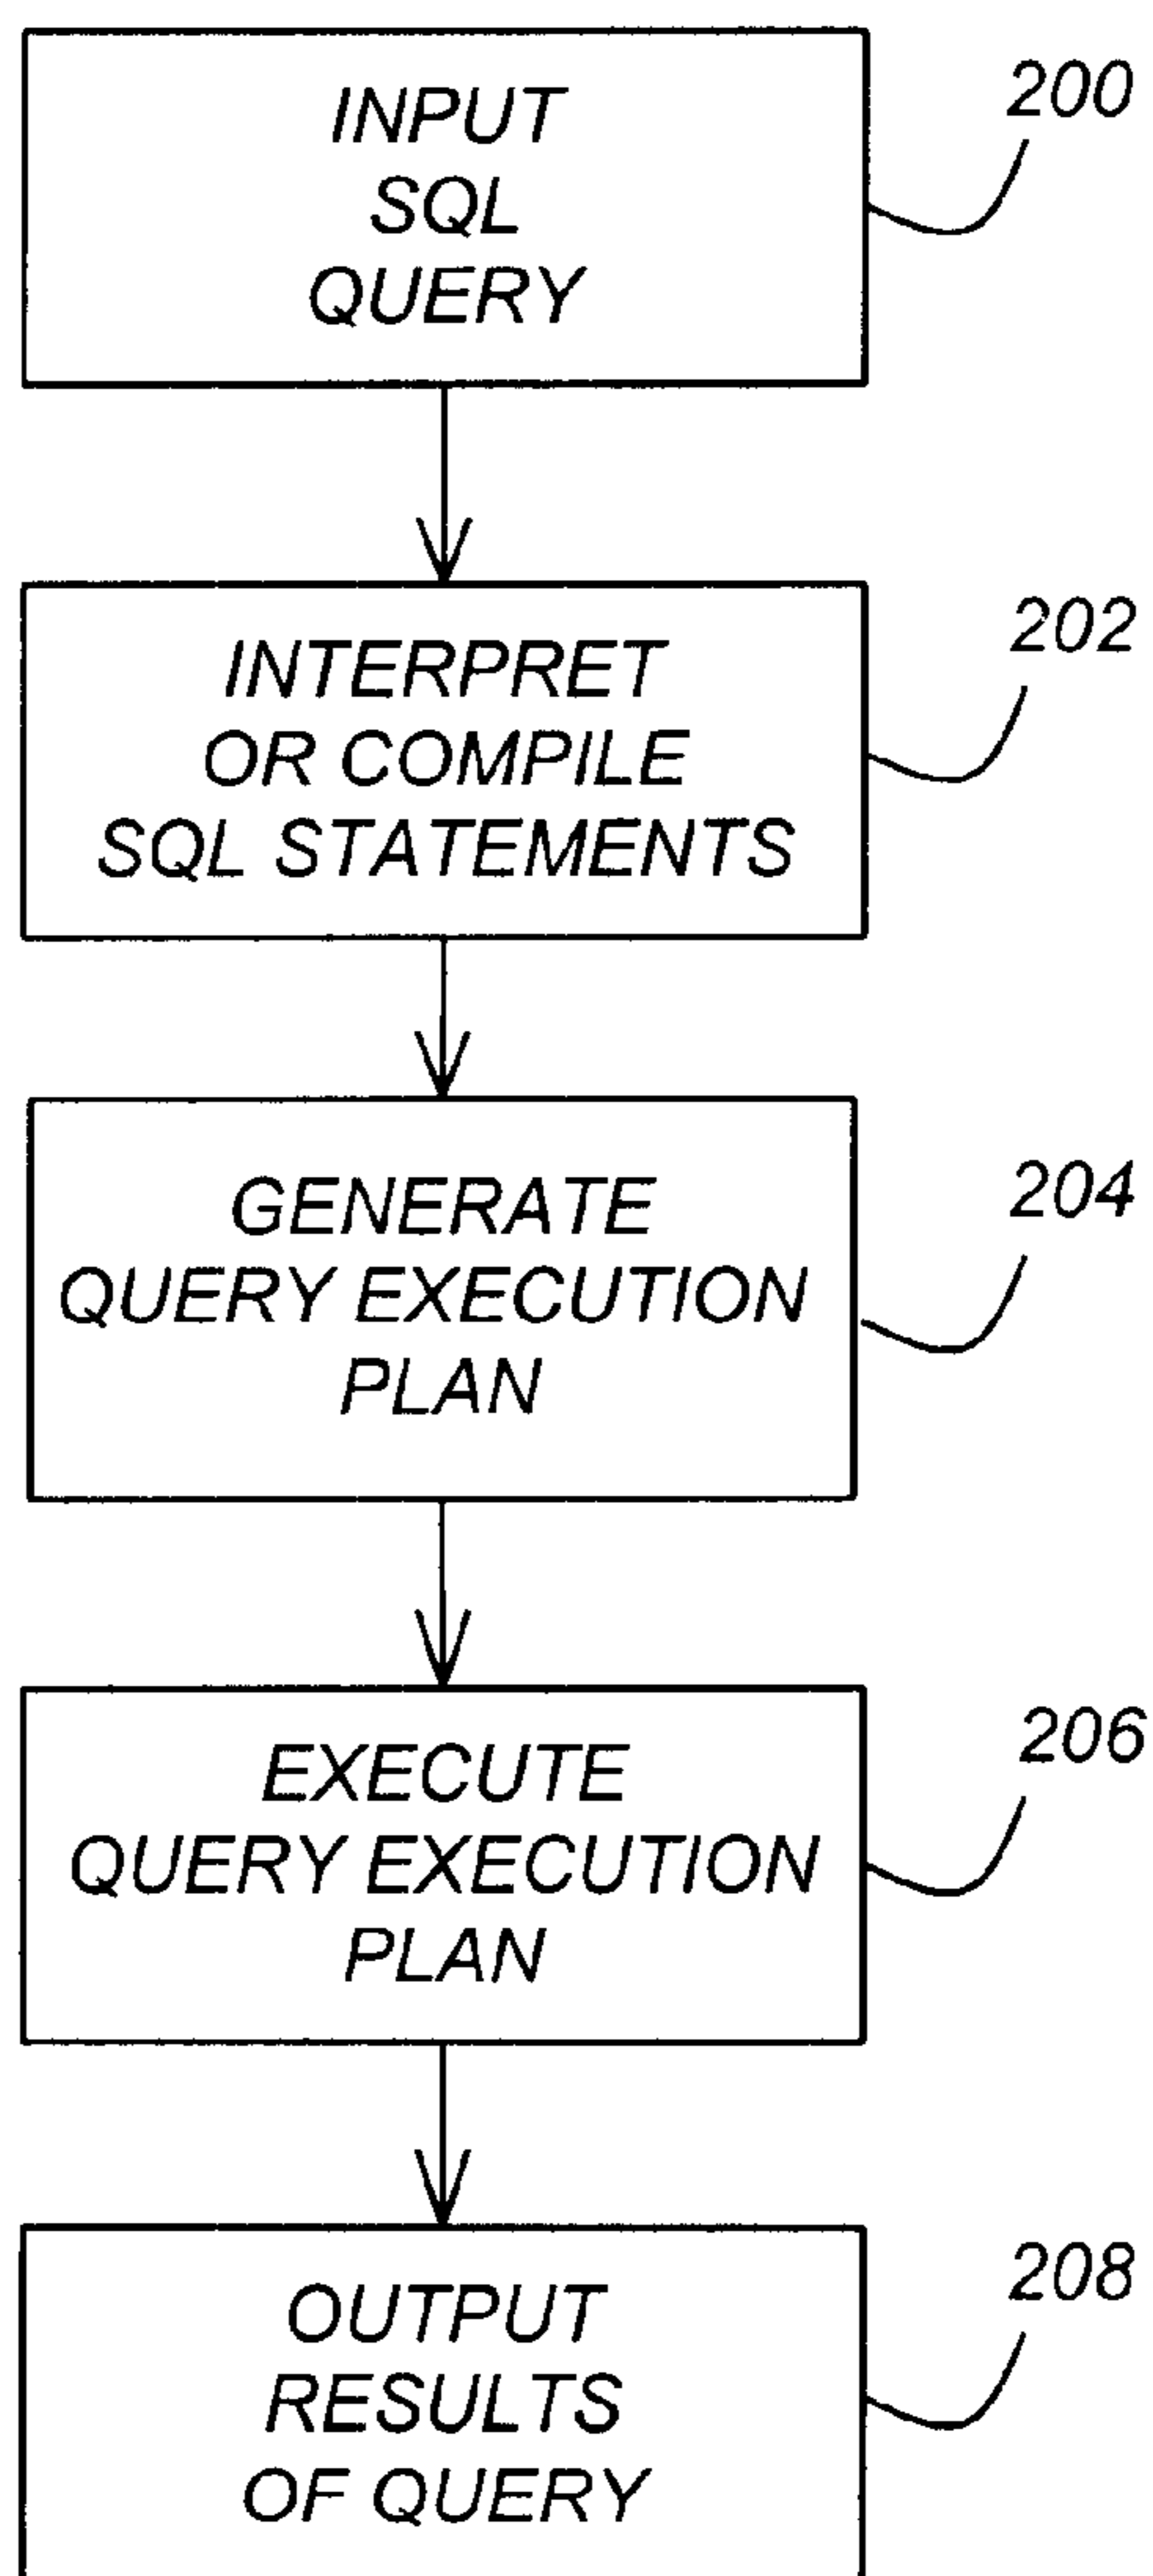 INPUT
SQL
QUERY
200
INTERPRET
OR COMPILE
SQL STATEMENTS
202
GENERATE
QUERY EXECUTION
PLAN
204
EXECUTE
QUERY EXECUTION
PLAN
206
OUTPUT
RESULTS
OF QUERY
208